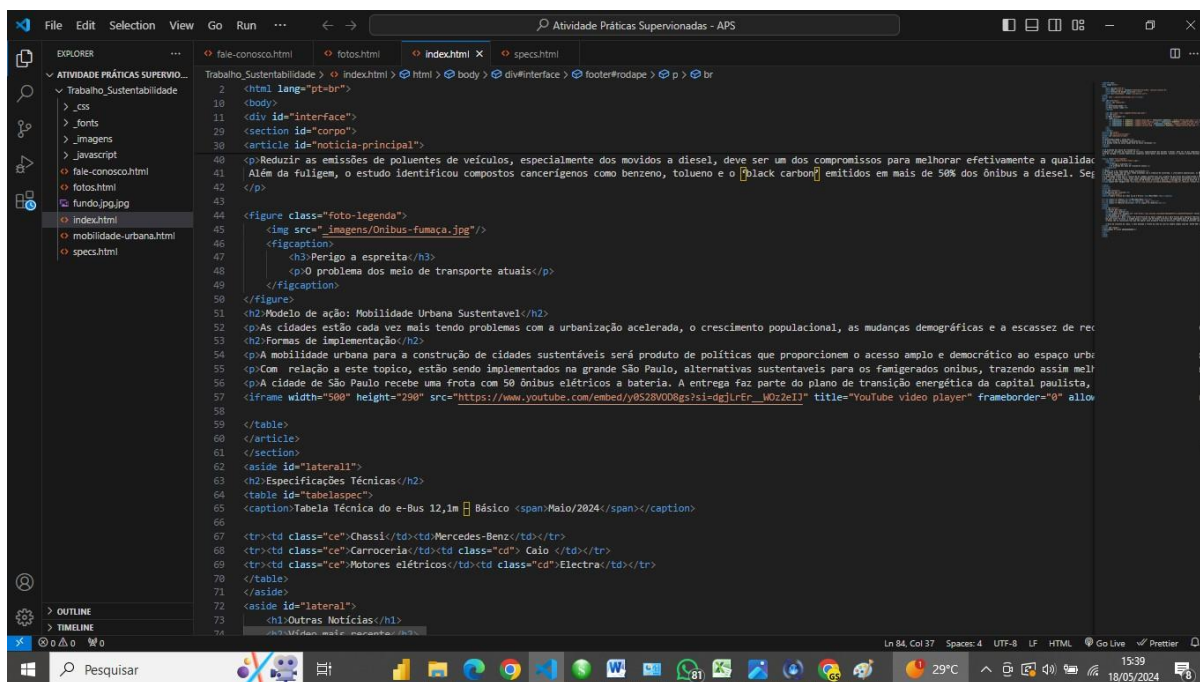 File Edit Selection View Go Run ··· Atividade Práticas Supervionadas - APS
EXPLORER ···
fale-conosco.html fotos.html index.html specs.html
ATIVIDADE PRÁTICAS SUPERVIO...
Trabalho_Sustentabilidade
_css
_fonts
_imagens
_javascript
fale-conosco.html
fotos.html
fundo.jpg.jpg
index.html
mobilidade-urbana.html
specs.html
OUTLINE
TIMELINE
Trabalho_Sustentabilidade > index.html > html > body > div#interface > footer#rodape > p > br
2 <html lang="pt=br">
10 <body>
11 <div id="interface">
29 <section id="corpo">
30 <article id="noticia-principal">
40 <p>Reduzir as emissões de poluentes de veículos, especialmente dos movidos a diesel, deve ser um dos compromissos para melhorar efetivamente a qualidad
41 Além da fuligem, o estudo identificou compostos cancerígenos como benzeno, tolueno e o "black carbon" emitidos em mais de 50% dos ônibus a diesel. Seg
42 </p>
43
44 <figure class="foto-legenda">
45 <img src="_imagens/Onibus-fumaça.jpg"/>
46 <figcaption>
47 <h3>Perigo a espreita</h3>
48 <p>O problema dos meio de transporte atuais</p>
49 </figcaption>
50 </figure>
51 <h2>Modelo de ação: Mobilidade Urbana Sustentavel</h2>
52 <p>As cidades estão cada vez mais tendo problemas com a urbanização acelerada, o crescimento populacional, as mudanças demográficas e a escassez de rec
53 <h2>Formas de implementação</h2>
54 <p>A mobilidade urbana para a construção de cidades sustentáveis será produto de políticas que proporcionem o acesso amplo e democrático ao espaço urba
55 <p>Com relação a este topico, estão sendo implementados na grande São Paulo, alternativas sustentaveis para os famigerados onibus, trazendo assim melh
56 <p>A cidade de São Paulo recebe uma frota com 50 ônibus elétricos a bateria. A entrega faz parte do plano de transição energética da capital paulista,
57 <iframe width="500" height="290" src="https://www.youtube.com/embed/y0S28VOD8gs?si=dgjLrEr__WOz2eIJ" title="YouTube video player" frameborder="0" allow
58
59 </table>
60 </article>
61 </section>
62 <aside id="lateral1">
63 <h2>Especificações Técnicas</h2>
64 <table id="tabelaspec">
65 <caption>Tabela Técnica do e-Bus 12,1m – Básico <span>Maio/2024</span></caption>
66
67 <tr><td class="ce">Chassi</td><td>Mercedes-Benz</td></tr>
68 <tr><td class="ce">Carroceria</td><td class="cd"> Caio </td></tr>
69 <tr><td class="ce">Motores elétricos</td><td class="cd">Electra</td></tr>
70 </table>
71 </aside>
72 <aside id="lateral">
73 <h1>Outras Notícias</h1>
74 <h2>Vídeo mais recente</h2>
0 0 0 Ln 84, Col 37 Spaces: 4 UTF-8 LF HTML Go Live Prettier
Pesquisar 81 GS 29°C 15:39
18/05/2024 8